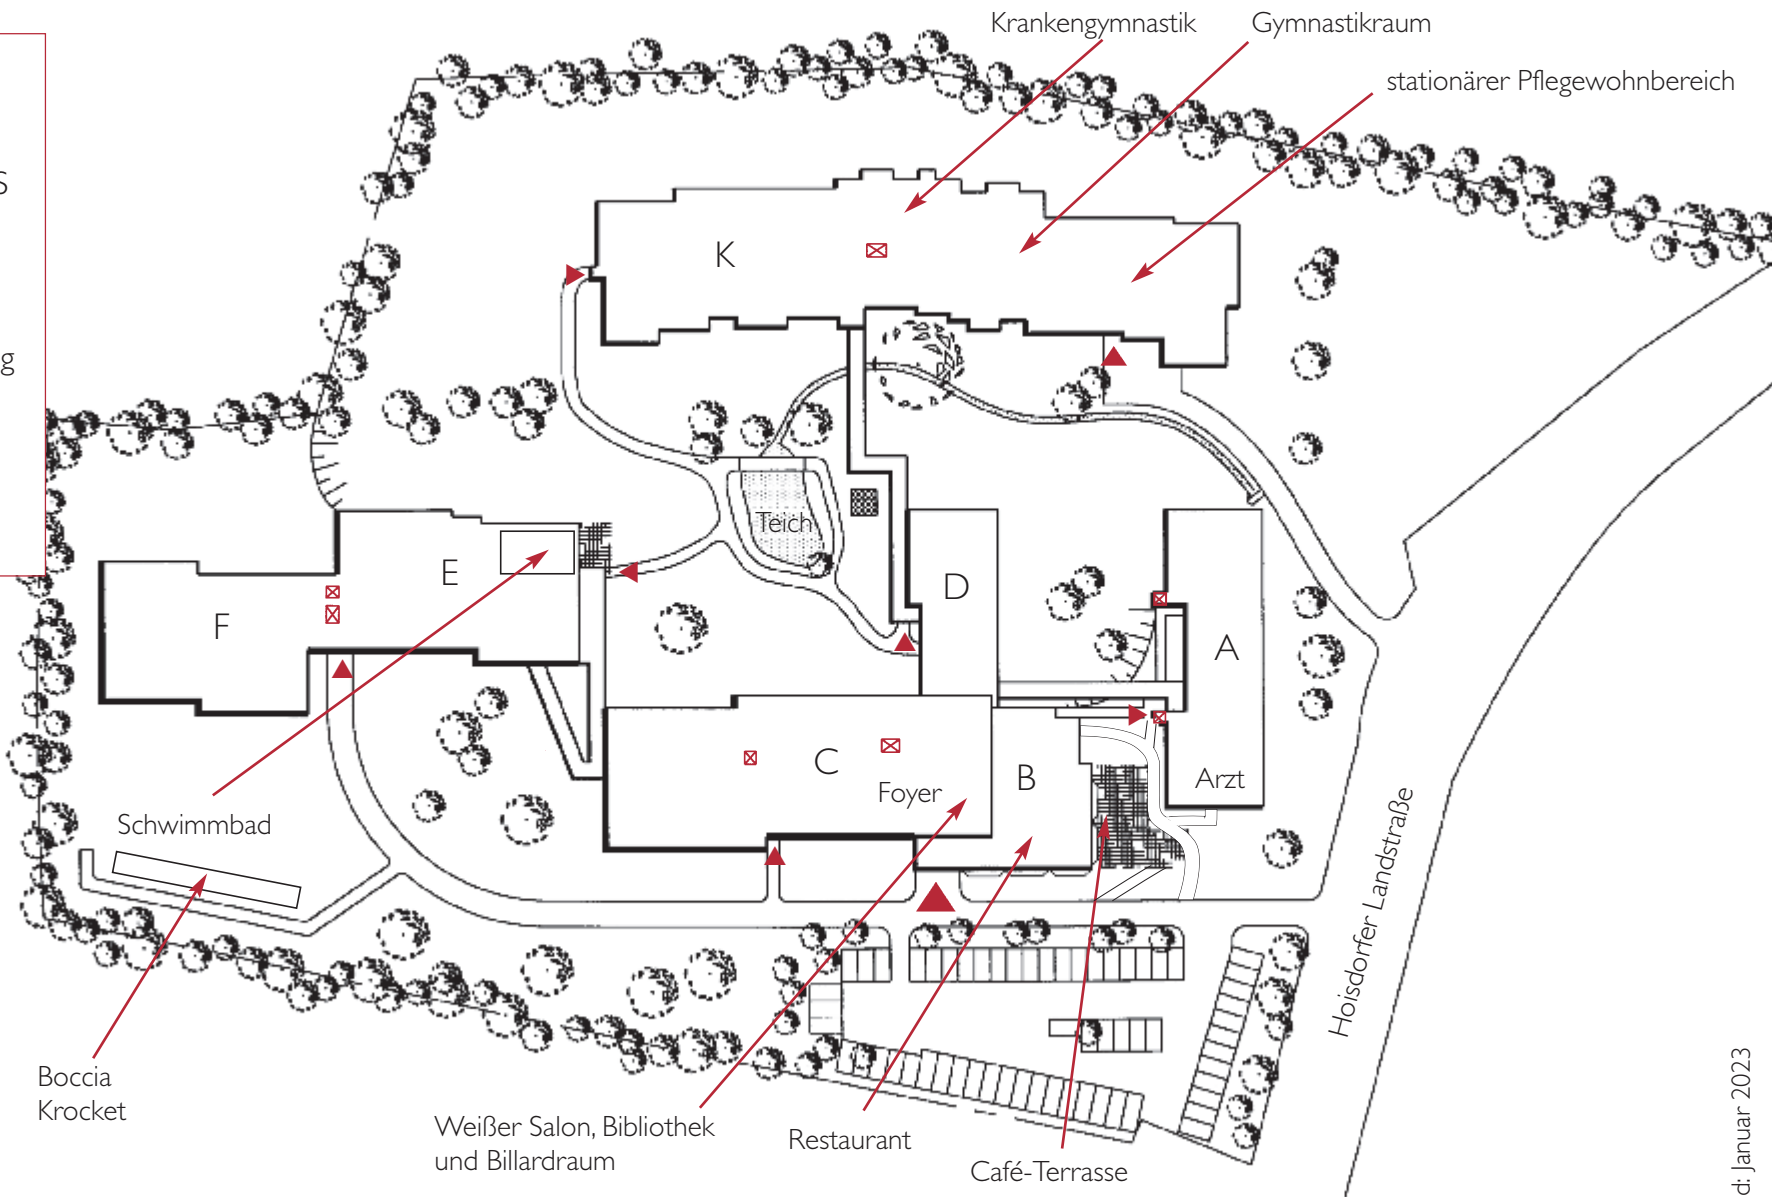 Krankengymnastik
Gymnastikraum
stationärer Pflegewohnbereich
S
g
K
Teich
E
D
F
A
C
B
Foyer
Arzt
Schwimmbad
Hoisdorfer Landstraße
Boccia
Krocket
Weißer Salon, Bibliothek
und Billardraum
Restaurant
Café-Terrasse
d: Januar 2023